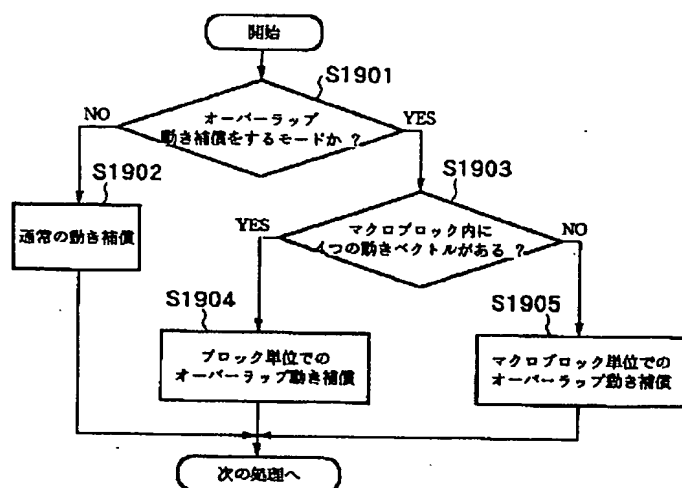 開始
S1901
オーバーラップ
動き補償をするモードか ?
NO
YES
S1902
通常の動き補償
S1903
マクロブロック内に
4つの動きベクトルがある ?
YES
NO
S1904
ブロック単位での
オーバーラップ動き補償
S1905
マクロブロック単位での
オーバーラップ動き補償
次の処理へ